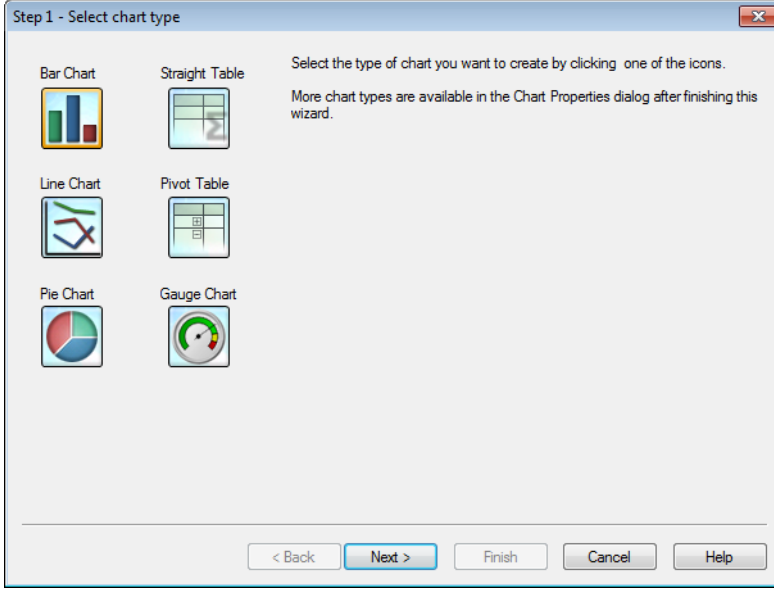 Step 1 - Select chart type
Bar Chart
Straight Table
Select the type of chart you want to create by clicking one of the icons.
More chart types are available in the Chart Properties dialog after finishing this
wizard.
Line Chart
Pivot Table
Pie Chart
Gauge Chart
< Back
Next >
Finish
Cancel
Help